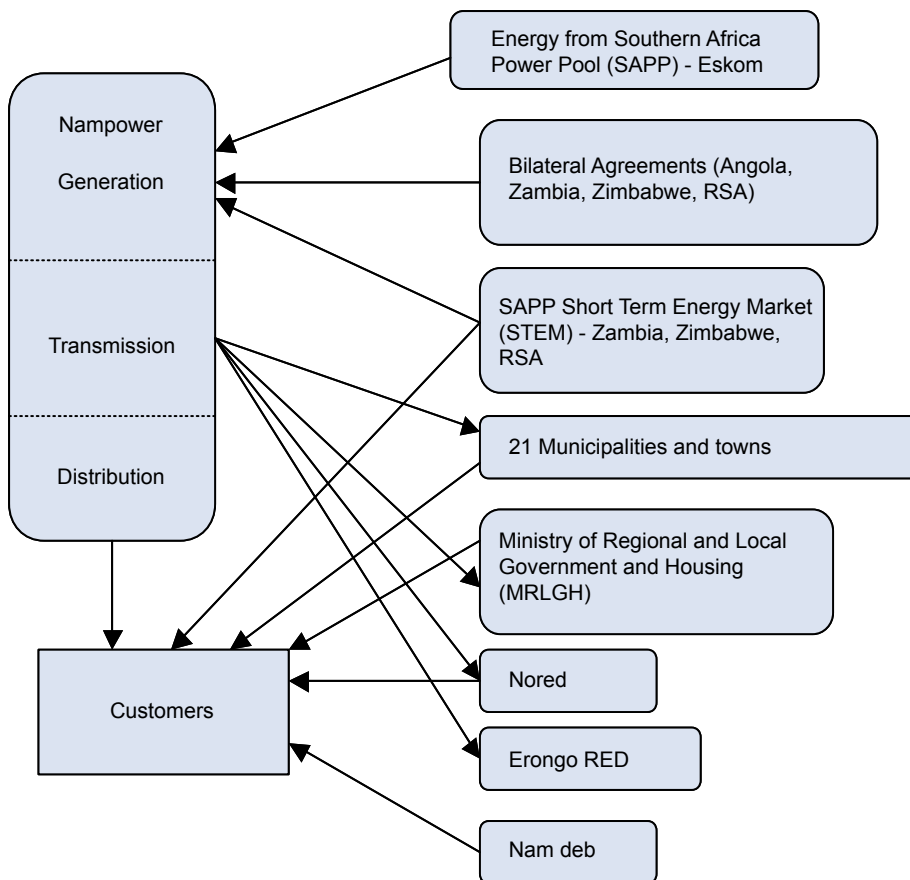 Energy from Southern Africa
Power Pool (SAPP) - Eskom
Nampower
Generation
Bilateral Agreements (Angola,
Zambia, Zimbabwe, RSA)
SAPP Short Term Energy Market
(STEM) - Zambia, Zimbabwe,
RSA
Transmission
21 Municipalities and towns
Distribution
Ministry of Regional and Local
Government and Housing
(MRLGH)
Nored
Customers
Erongo RED
Nam deb